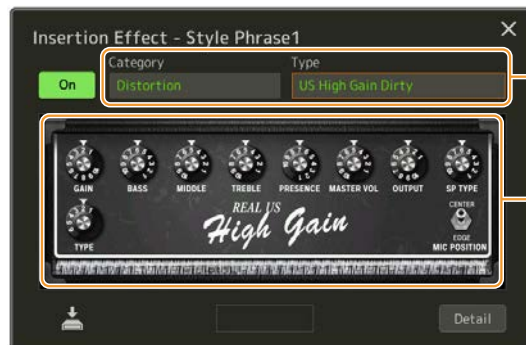 Insertion Effect - Style Phrase1
Category
Type
On
Distortion
US High Gain Dirty
GAIN
BASS
MIDDLE
TREBLE
PRESENCE
MASTER VOL
OUTPUT
SP TYPE
TYPE
REAL US
High Gain
CENTER
EDGE
MIC POSITION
Detail